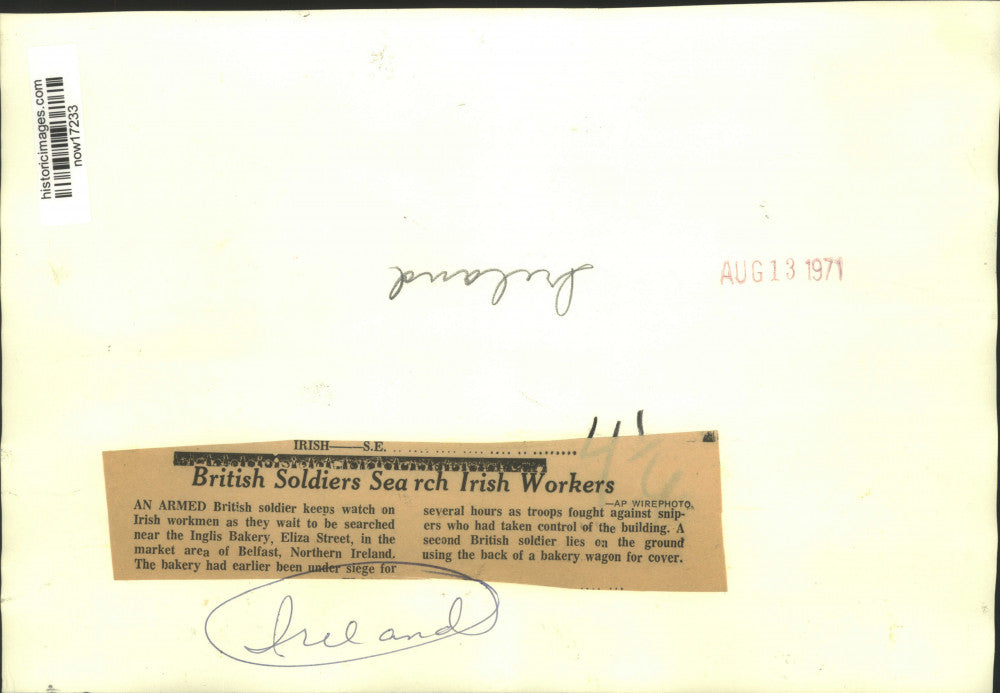 historicimages.com
now17233
Ireland
AUG 13 1971
IRISH——S.E.
British Soldiers Sea rch Irish Workers
—AP WIREPHOTO.
AN ARMED British soldier keeps watch on
Irish workmen as they wait to be searched
near the Inglis Bakery, Eliza Street, in the
market area of Belfast, Northern Ireland.
The bakery had earlier been under siege for
several hours as troops fought against snip-
ers who had taken control of the building. A
second British soldier lies on the ground
using the back of a bakery wagon for cover.
Ireland